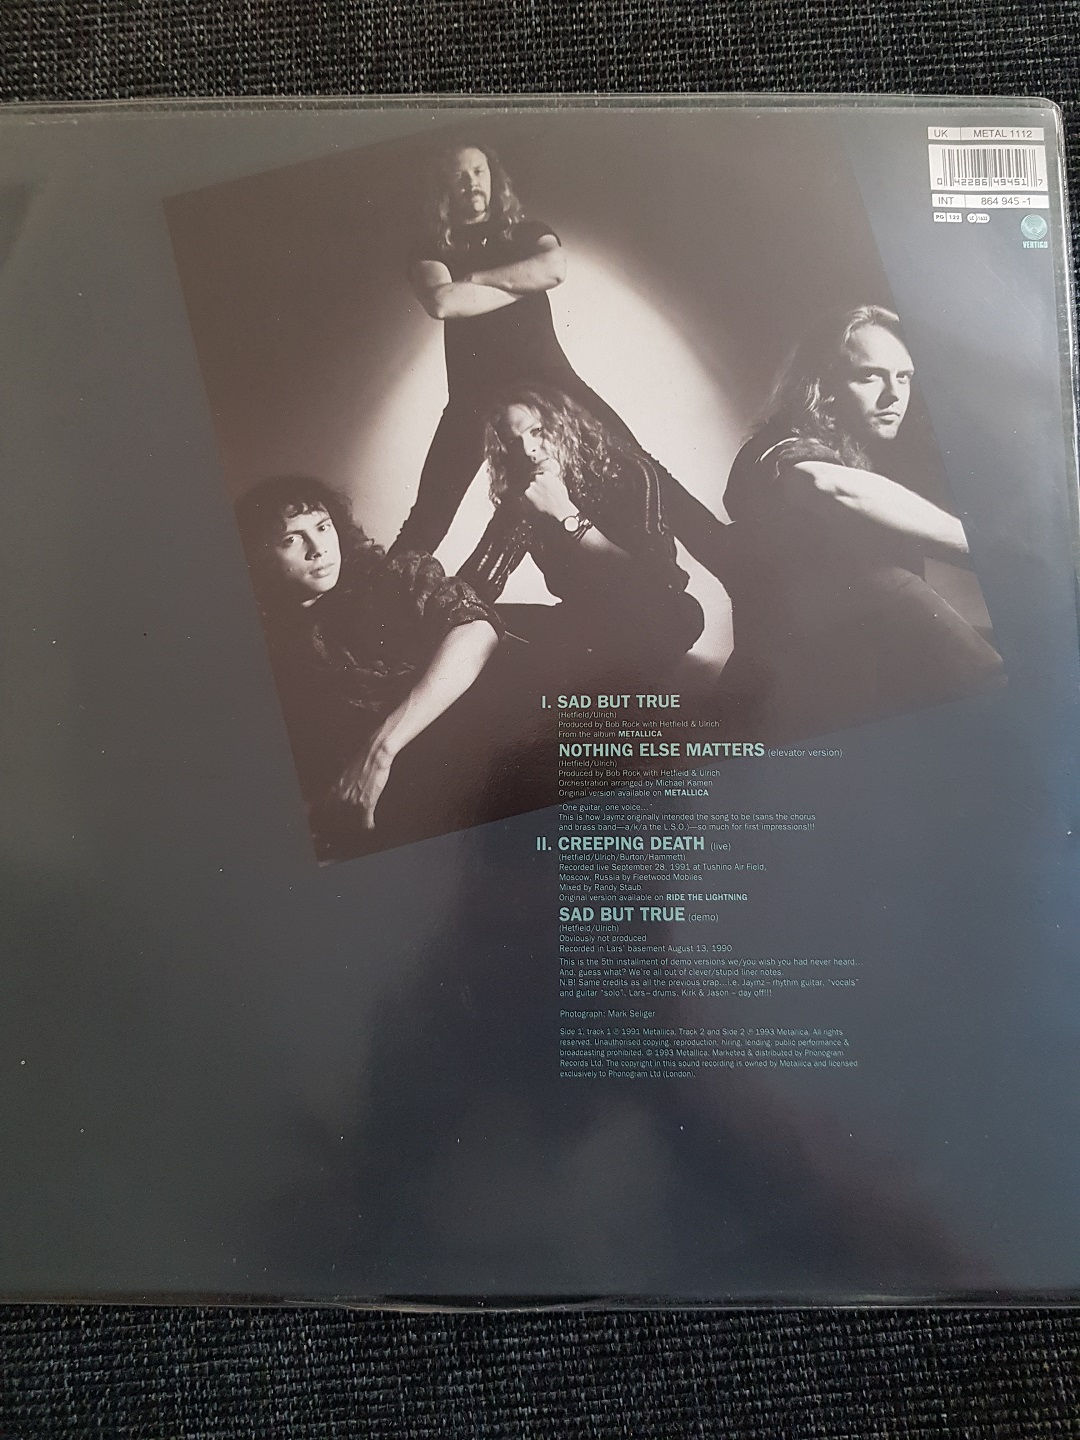 UK METAL 1112
0 42286 49451 7
INT 864 945 -1
PG 122 LC 1633
VERTIGO
I. SAD BUT TRUE
(Hetfield/Ulrich)
Produced by Bob Rock with Hetfield & Ulrich
From the album METALLICA
NOTHING ELSE MATTERS (elevator version)
(Hetfield/Ulrich)
Produced by Bob Rock with Hetfield & Ulrich
Orchestration arranged by Michael Kamen
Original version available on METALLICA
"One guitar, one voice..."
This is how Jaymz originally intended the song to be (sans the chorus
and brass band—a/k/a the L.S.O.)—so much for first impressions!!!
II. CREEPING DEATH (live)
(Hetfield/Ulrich/Burton/Hammett)
Recorded live September 28, 1991 at Tushino Air Field,
Moscow, Russia by Fleetwood Mobiles
Mixed by Randy Staub
Original version available on RIDE THE LIGHTNING
SAD BUT TRUE (demo)
(Hetfield/Ulrich)
Obviously not produced
Recorded in Lars' basement August 13, 1990
This is the 5th installment of demo versions we/you wish you had never heard...
And, guess what? We're all out of clever/stupid liner notes.
N.B! Same credits as all the previous crap...i.e. Jaymz – rhythm guitar, "vocals"
and guitar "solo", Lars – drums. Kirk & Jason – day off!!!
Photograph: Mark Seliger
Side 1, track 1 ℗ 1991 Metallica, Track 2 and Side 2 ℗ 1993 Metallica. All rights
reserved. Unauthorised copying, reproduction, hiring, lending, public performance &
broadcasting prohibited. © 1993 Metallica. Marketed & distributed by Phonogram
Records Ltd. The copyright in this sound recording is owned by Metallica and licensed
exclusively to Phonogram Ltd (London).